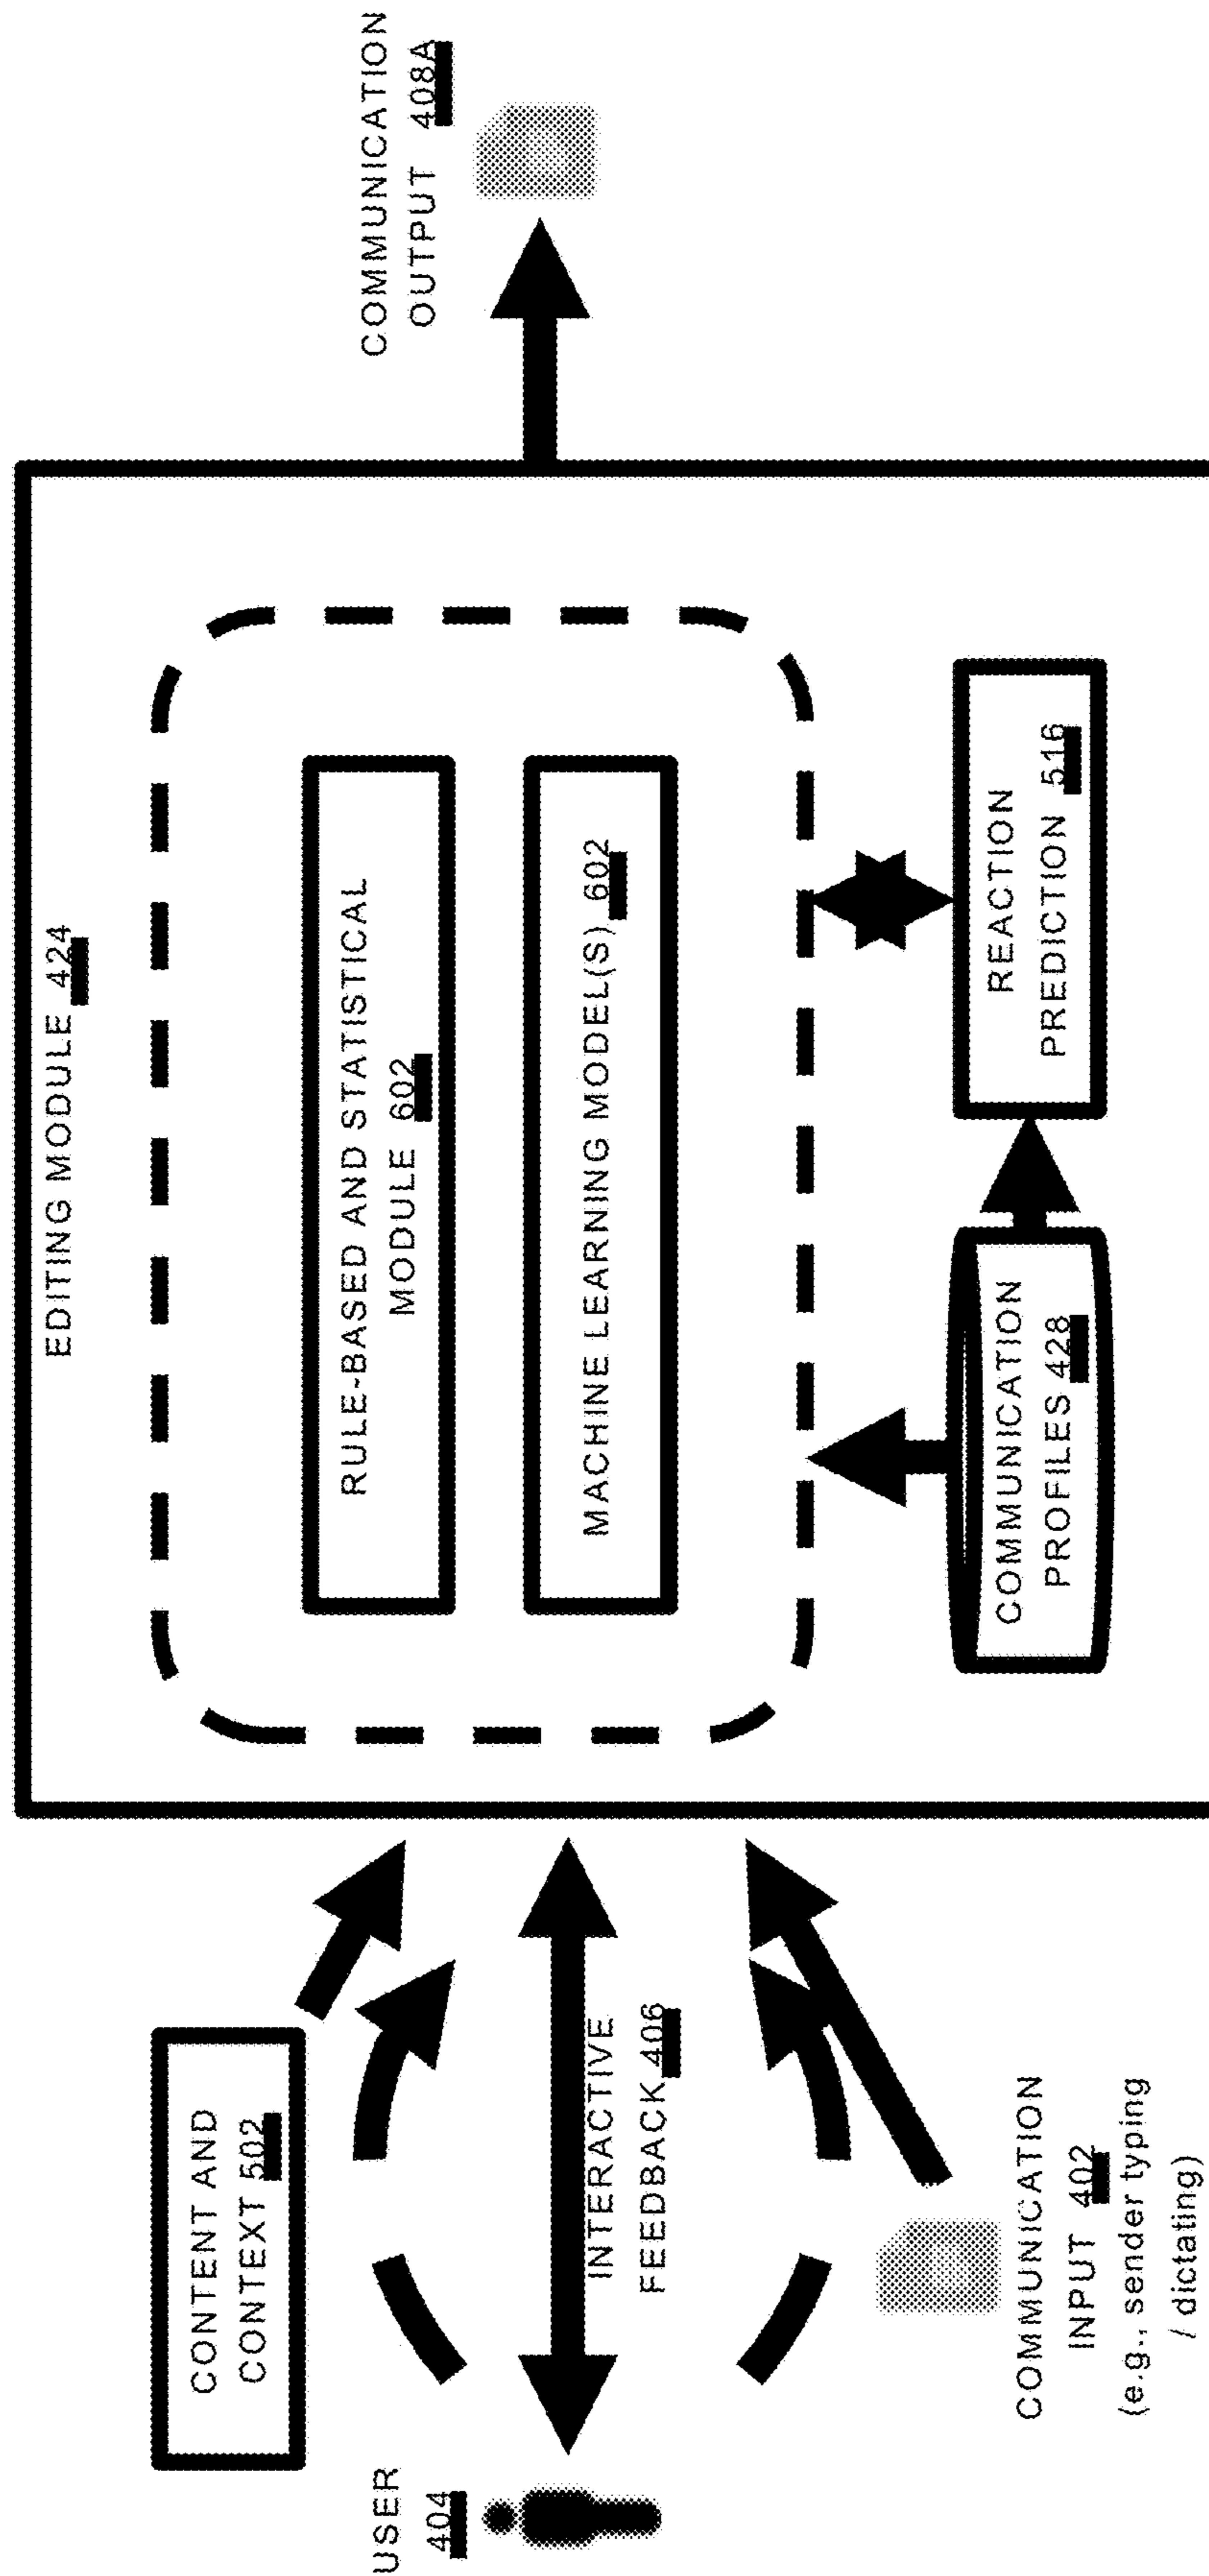 EDITING MODULE 424
CONTENT AND
CONTEXT 502
USER
404
INTERACTIVE
FEEDBACK 406
COMMUNICATION
INPUT 402
(e.g., sender typing
/ dictating)
RULE-BASED AND STATISTICAL
MODULE 602
MACHINE LEARNING MODEL(S) 602
COMMUNICATION
PROFILES 428
REACTION
PREDICTION 516
COMMUNICATION
OUTPUT 408A